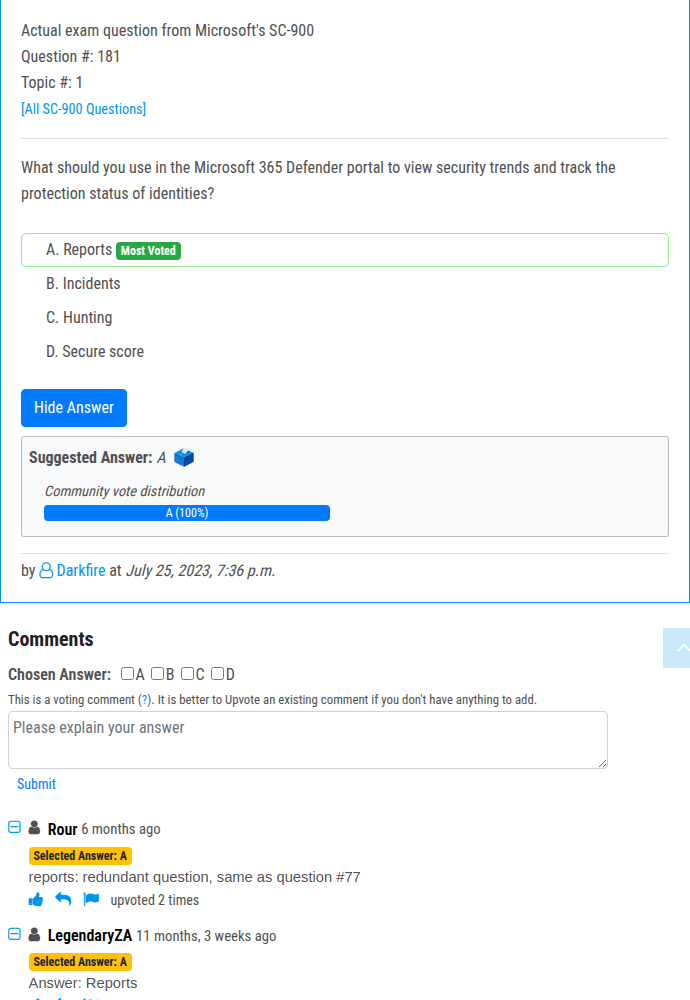 Actual exam question from Microsoft's SC-900
Question #: 181
Topic #: 1
[All SC-900 Questions]
What should you use in the Microsoft 365 Defender portal to view security trends and track the
protection status of identities?
A. Reports Most Voted
B. Incidents
C. Hunting
D. Secure score
Hide Answer
Suggested Answer: A
Community vote distribution
A (100%)
by Darkfire at July 25, 2023, 7:36 p.m.
Comments
Chosen Answer: A B C D
This is a voting comment (?). It is better to Upvote an existing comment if you don't have anything to add.
Please explain your answer
Submit
Rour 6 months ago
Selected Answer: A
reports: redundant question, same as question #77
upvoted 2 times
LegendaryZA 11 months, 3 weeks ago
Selected Answer: A
Answer: Reports